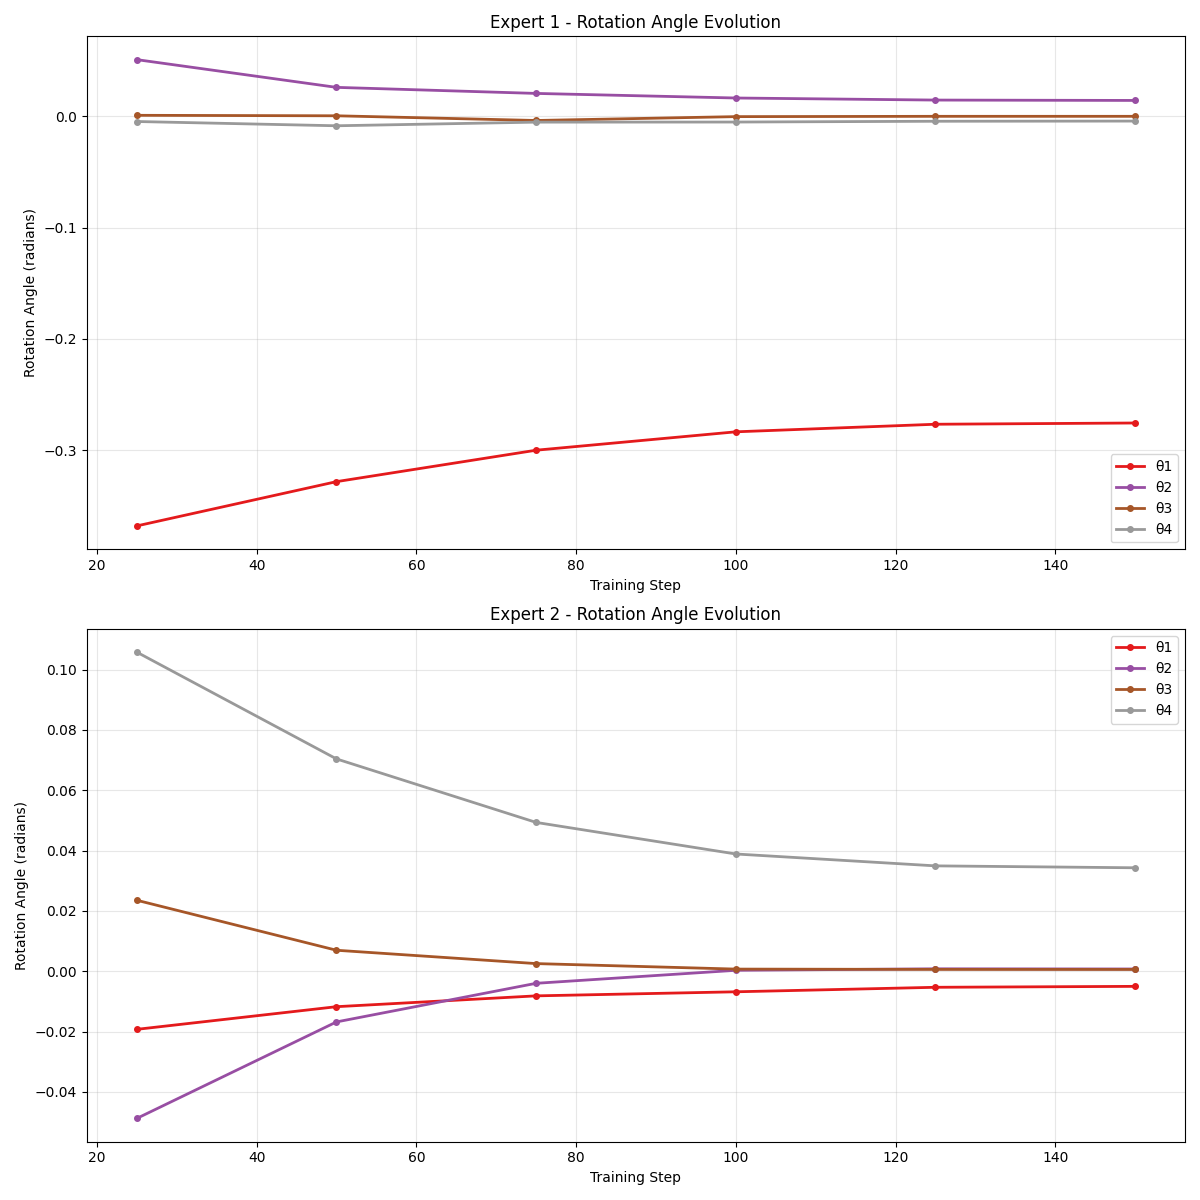 Expert 1 - Rotation Angle Evolution
Rotation Angle (radians)
0.0
−0.1
−0.2
−0.3
θ1
θ2
θ3
θ4
20 40 60 80 100 120 140
Training Step
Expert 2 - Rotation Angle Evolution
Rotation Angle (radians)
0.10
0.08
0.06
0.04
0.02
0.00
−0.02
−0.04
θ1
θ2
θ3
θ4
20 40 60 80 100 120 140
Training Step